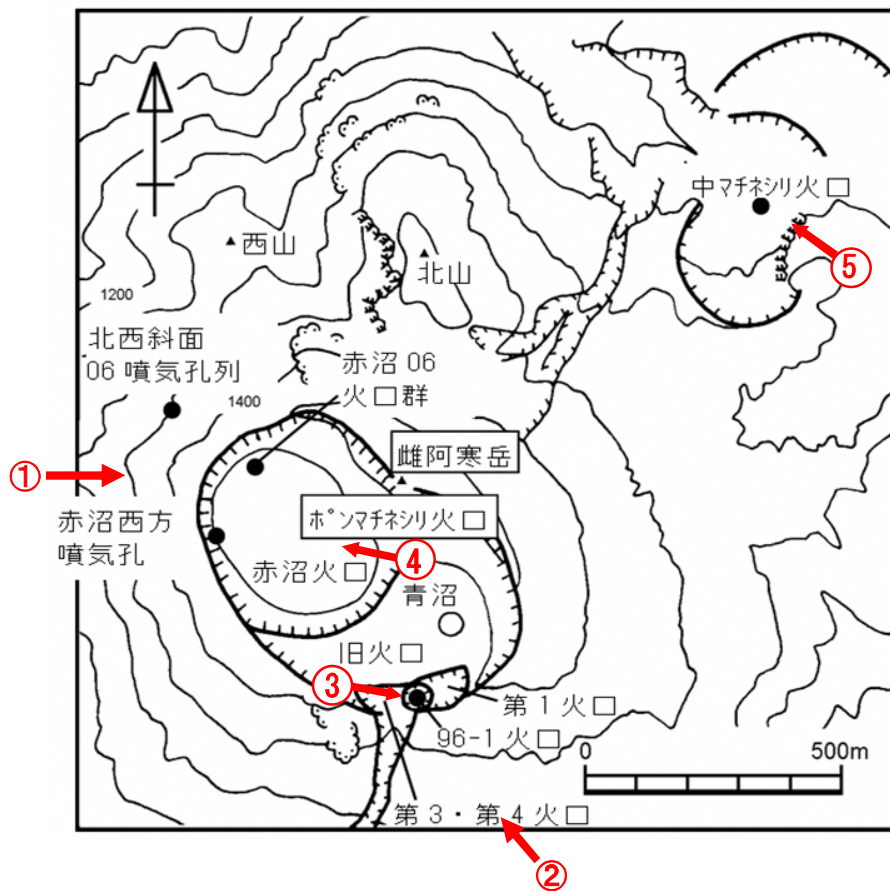 中マチネシリ火口
⑤
西山
北山
1200
北西斜面
06噴気孔列
赤沼06
火口群
1400
雌阿寒岳
①
赤沼西方
噴気孔
ポンマチネシリ火口
④
赤沼火口
青沼
旧火口
③
第1火口
96-1火口
0 500m
第3・第4火口
②